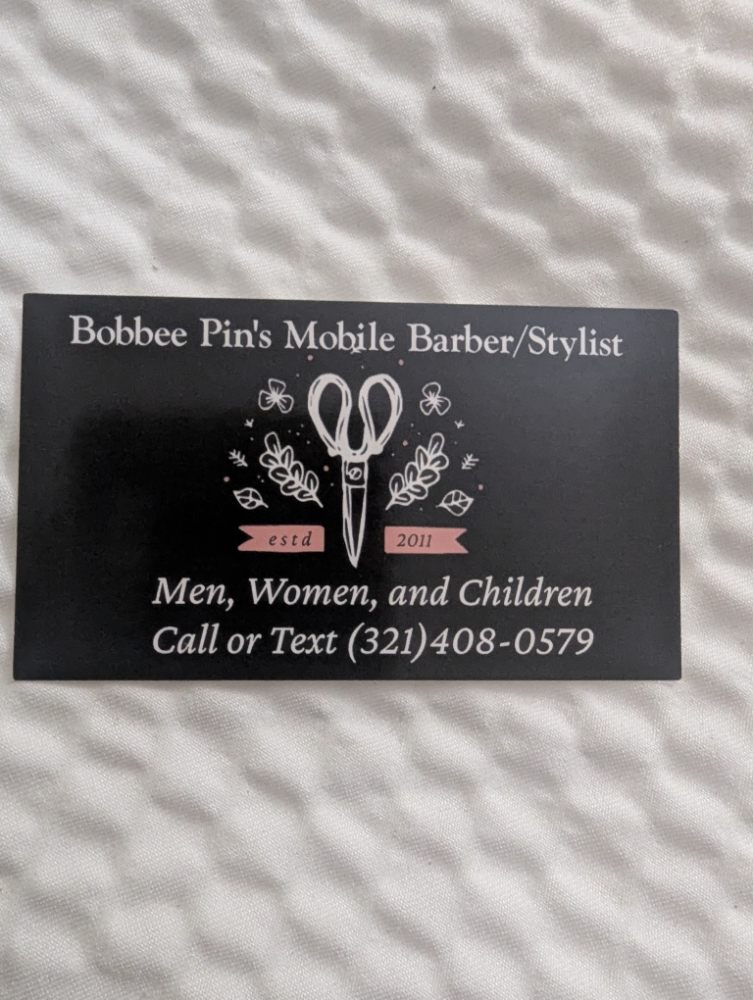 Bobbee Pin's Mobile Barber/Stylist
estd 2011
Men, Women, and Children
Call or Text (321)408-0579